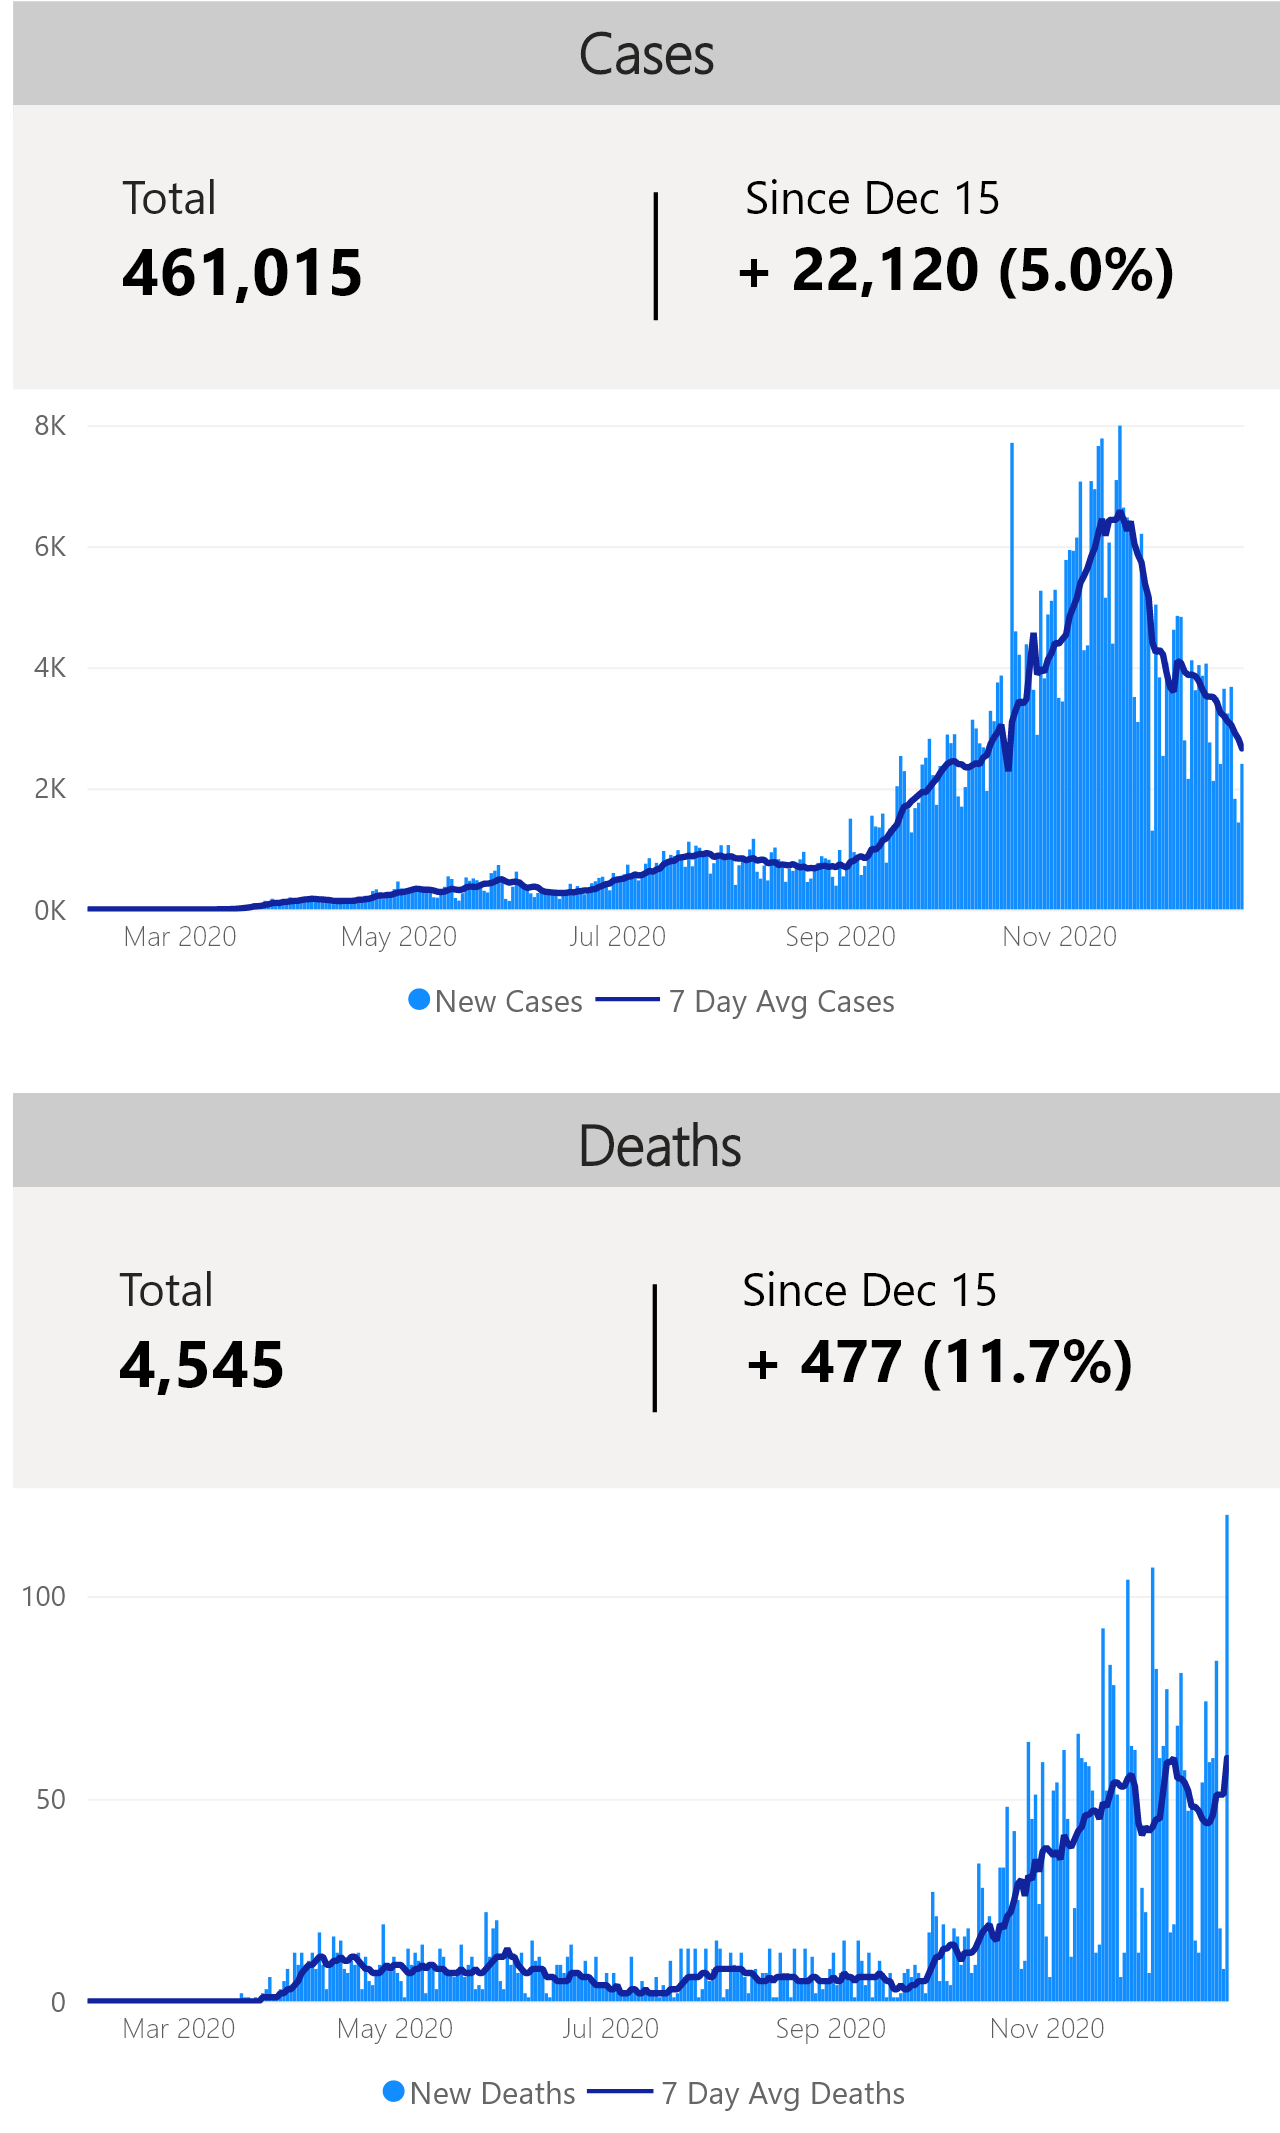 Cases
Total
Since Dec 15
461,015
+ 22,120 (5.0%)
8K
6K
4K
2K
0K
Mar 2020
May 2020
Jul 2020
Sep 2020
Nov 2020
New Cases
7 Day Avg Cases
Deaths
Total
Since Dec 15
4,545
+ 477 (11.7%)
100
50
0
Mar 2020
May 2020
Jul 2020
Sep 2020
Nov 2020
New Deaths
7 Day Avg Deaths